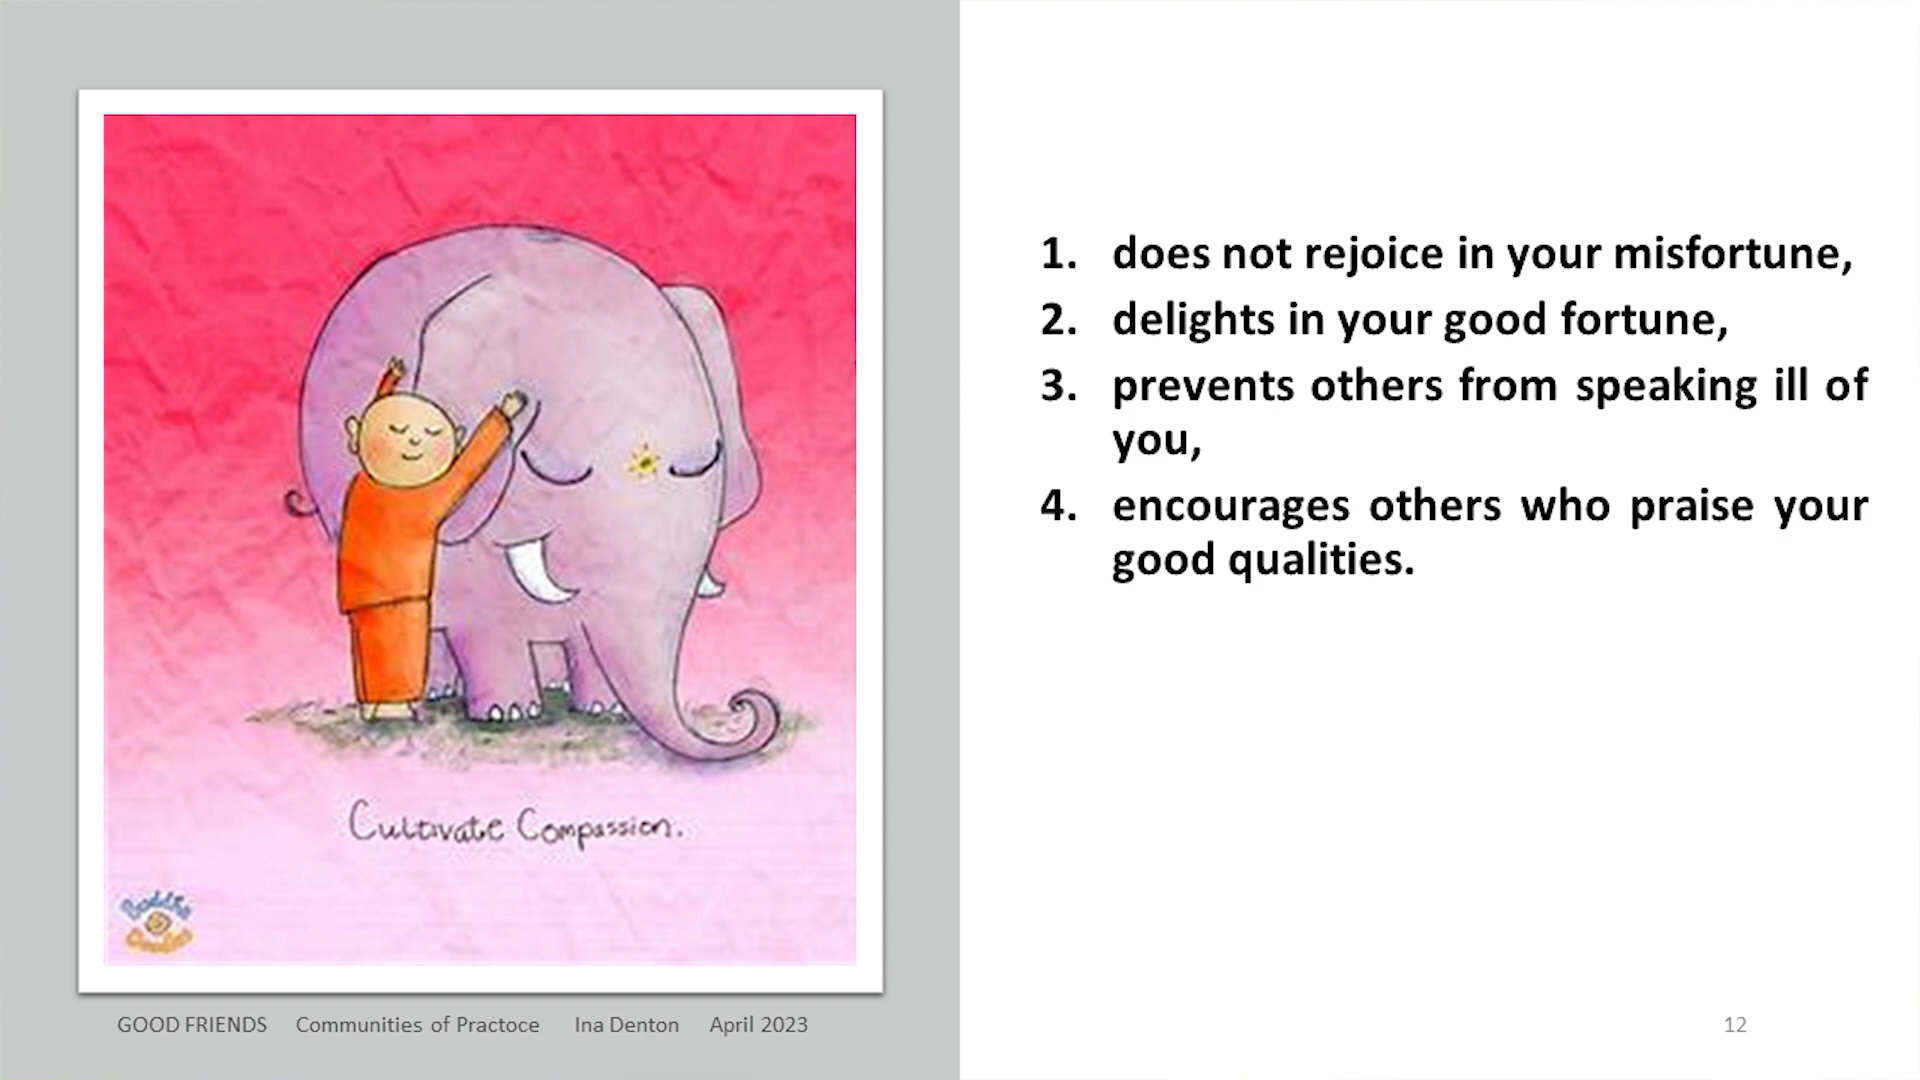 1. does not rejoice in your misfortune,
2. delights in your good fortune,
3. prevents others from speaking ill of
you,
4. encourages others who praise your
good qualities.
Cultivate Compassion.
Buddha
Doodles
GOOD FRIENDS Communities of Practoce Ina Denton April 2023
12